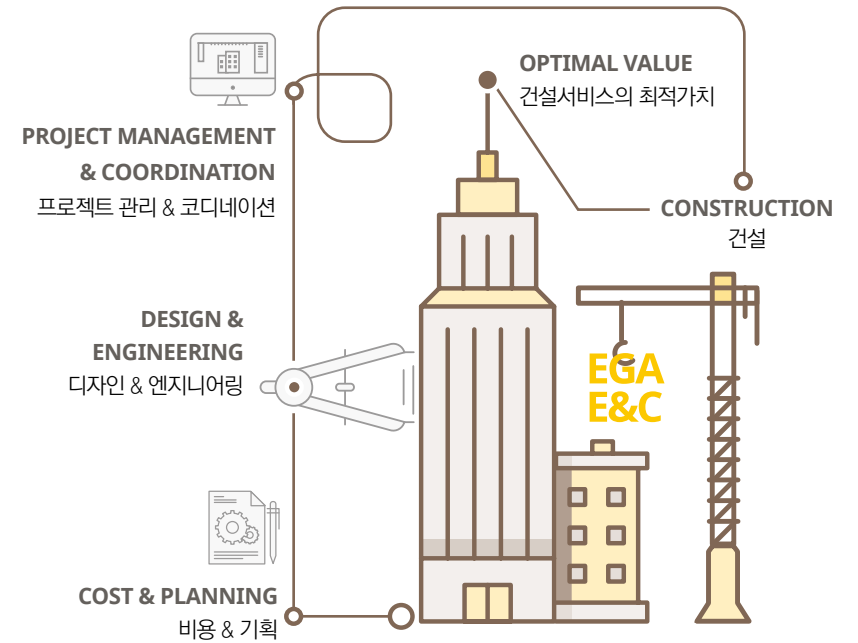 OPTIMAL VALUE
건설서비스의 최적가치
PROJECT MANAGEMENT
& COORDINATION
프로젝트 관리 & 코디네이션
CONSTRUCTION
건설
DESIGN &
ENGINEERING
디자인 & 엔지니어링
EGA
E&C
COST & PLANNING
비용 & 기획